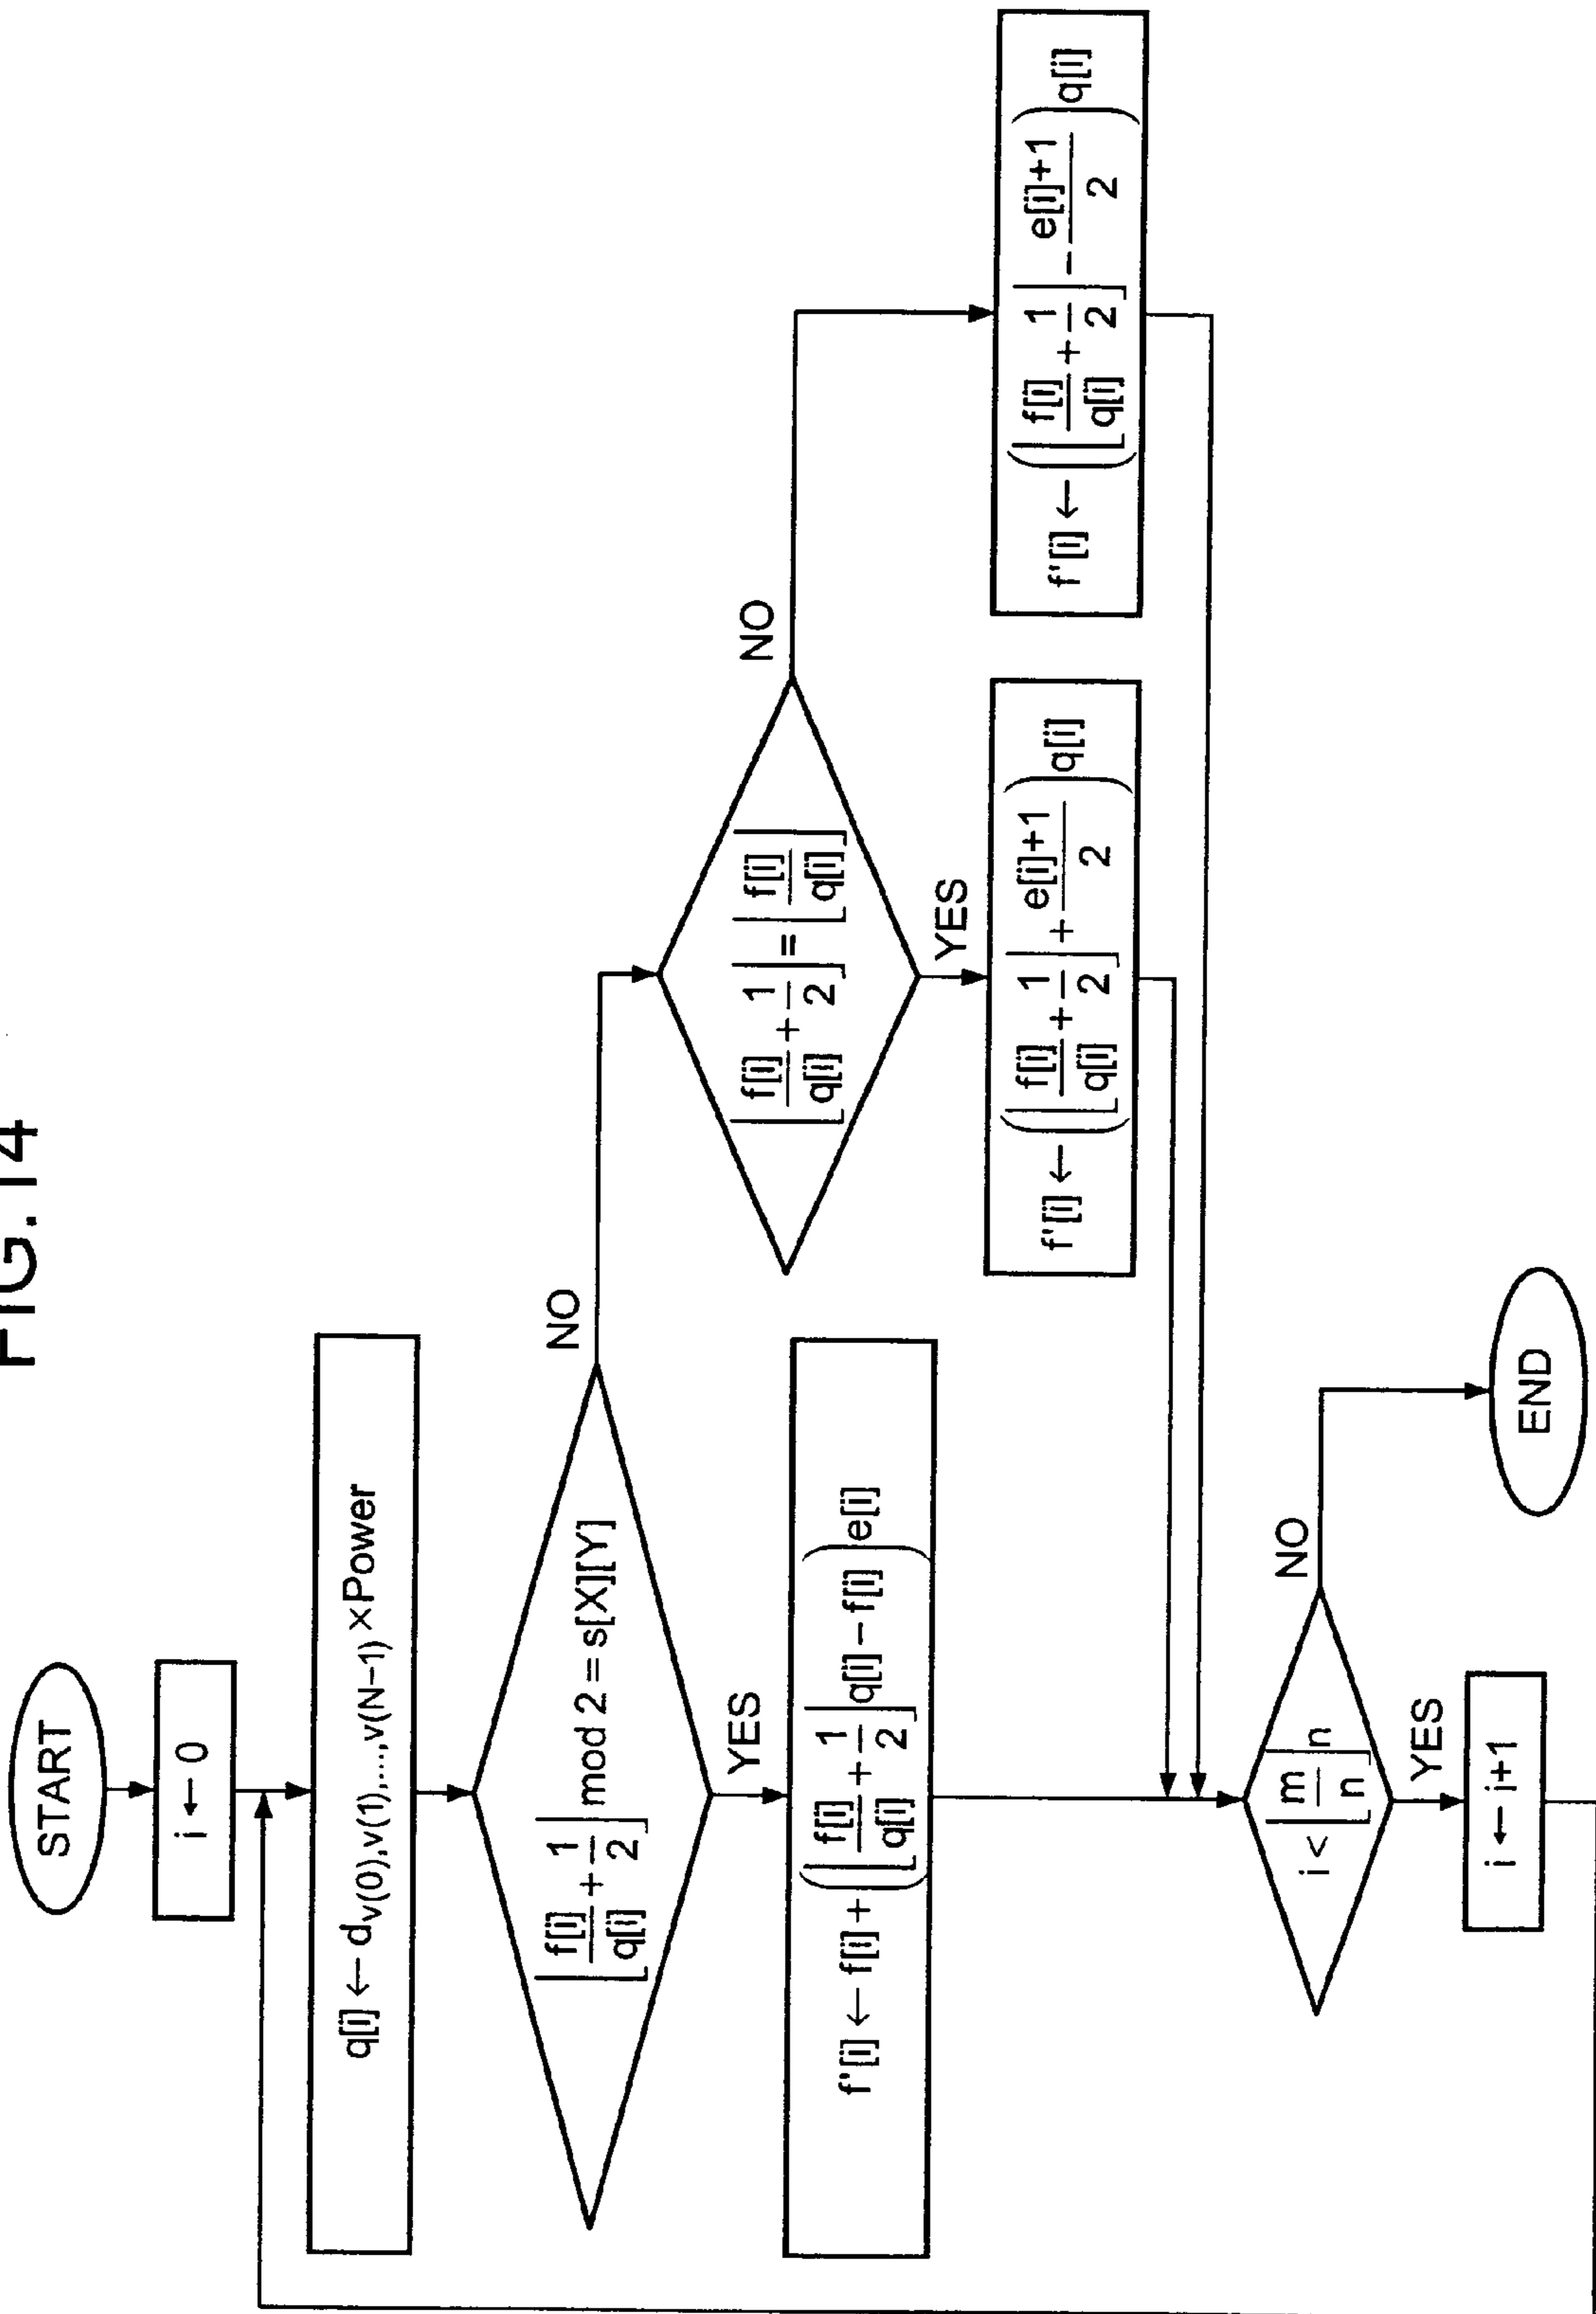 FIG.14
START
i ← 0
q[i] ← d_{v(0),v(1),...,v(N−1)} ×Power
⌊f[i]/q[i] + 1/2⌋ mod 2 = s[X][Y]
NO
YES
f'[i] ← f[i] + (⌊f[i]/q[i] + 1/2⌋ q[i] − f[i]) e[i]
⌊f[i]/q[i] + 1/2⌋ = ⌊f[i]/q[i]⌋
NO
YES
f'[i] ← (⌊f[i]/q[i] + 1/2⌋ + (e[i]+1)/2) q[i]
f'[i] ← (⌊f[i]/q[i] + 1/2⌋ − (e[i]+1)/2) q[i]
i < ⌊m/n⌋ n
NO
YES
i ← i+1
END